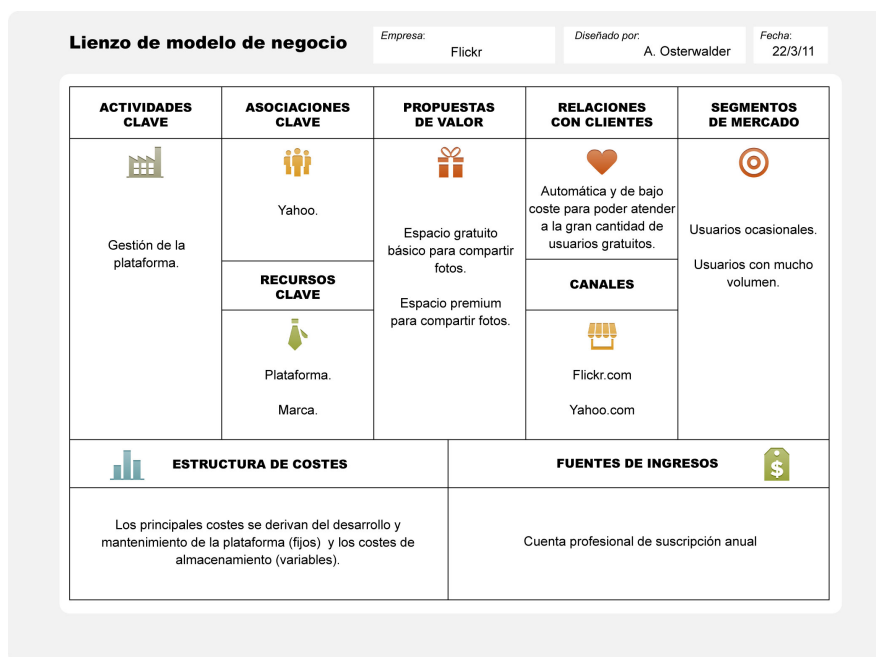 Lienzo de modelo de negocio
Empresa:
Flickr
Diseñado por:
A. Osterwalder
Fecha:
22/3/11
ACTIVIDADES
CLAVE
Gestión de la
plataforma.
ASOCIACIONES
CLAVE
Yahoo.
RECURSOS
CLAVE
Plataforma.
Marca.
PROPUESTAS
DE VALOR
Espacio gratuito
básico para compartir
fotos.
Espacio premium
para compartir fotos.
RELACIONES
CON CLIENTES
Automática y de bajo
coste para poder atender
a la gran cantidad de
usuarios gratuitos.
CANALES
Flickr.com
Yahoo.com
SEGMENTOS
DE MERCADO
Usuarios ocasionales.
Usuarios con mucho
volumen.
ESTRUCTURA DE COSTES
Los principales costes se derivan del desarrollo y
mantenimiento de la plataforma (fijos) y los costes de
almacenamiento (variables).
FUENTES DE INGRESOS
$
Cuenta profesional de suscripción anual